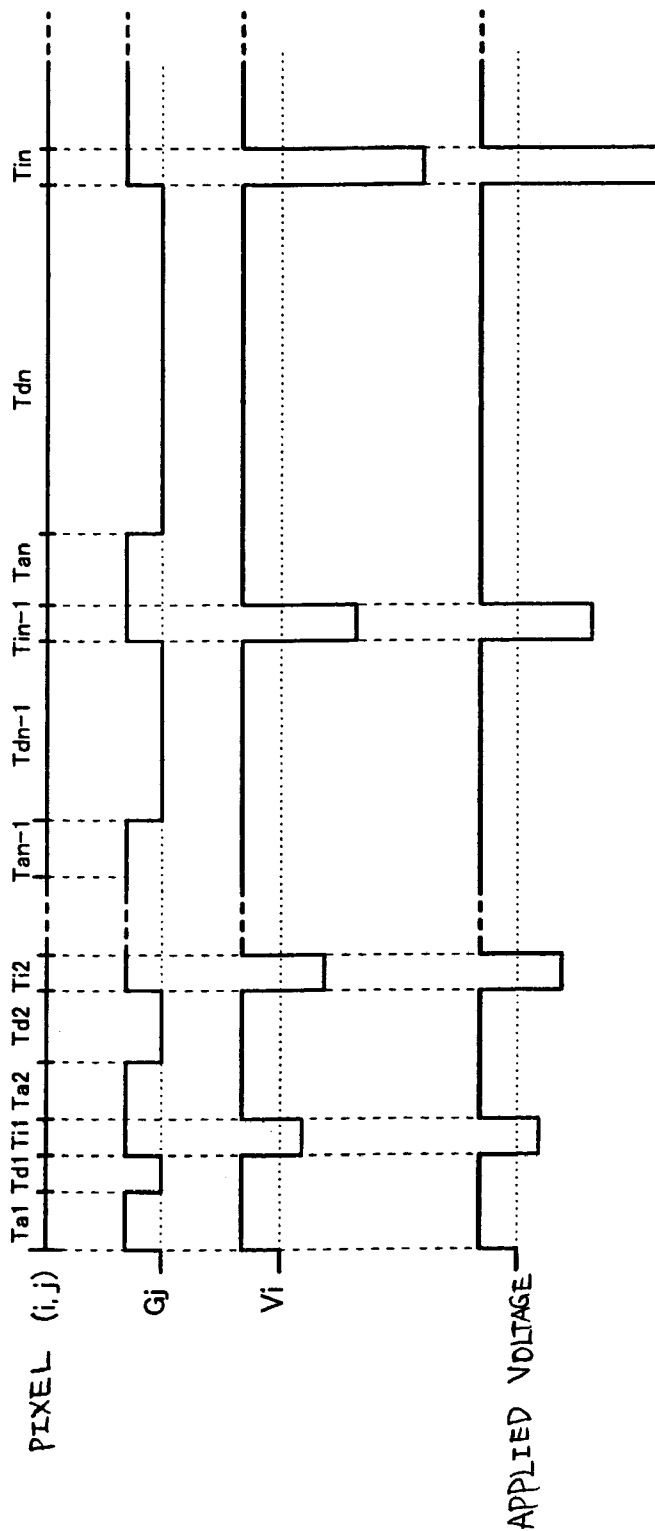 PIXEL (i,j)
Ta1 Td1 Ti1 Ta2 Td2 Ti2 Tan-1 Tdn-1 Tin-1 Tan Tdn Tin
Gj
Vi
APPLIED VOLTAGE